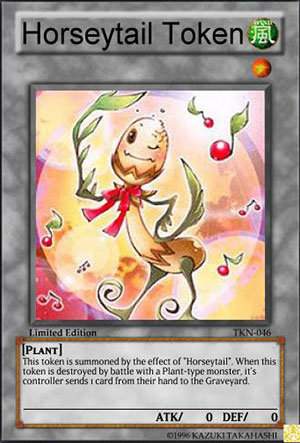 Horseytail Token
WIND
風
Limited Edition
TKN-046
[PLANT]
This token is summoned by the effect of "Horseytail". When this
token is destroyed by battle with a Plant-type monster, it's
controller sends 1 card from their hand to the Graveyard.
ATK/ 0 DEF/ 0
©1996 KAZUKI TAKAHASHI